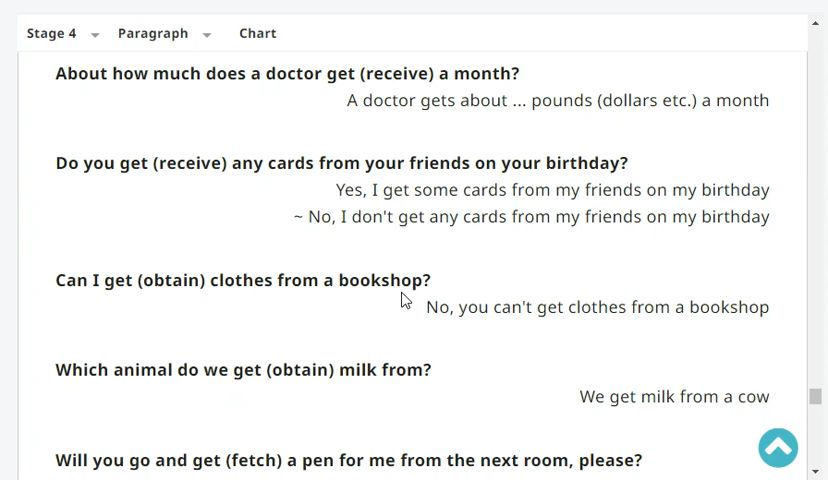 Stage 4 Paragraph Chart
About how much does a doctor get (receive) a month?
A doctor gets about ... pounds (dollars etc.) a month
Do you get (receive) any cards from your friends on your birthday?
Yes, I get some cards from my friends on my birthday
~ No, I don't get any cards from my friends on my birthday
Can I get (obtain) clothes from a bookshop?
No, you can't get clothes from a bookshop
Which animal do we get (obtain) milk from?
We get milk from a cow
Will you go and get (fetch) a pen for me from the next room, please?